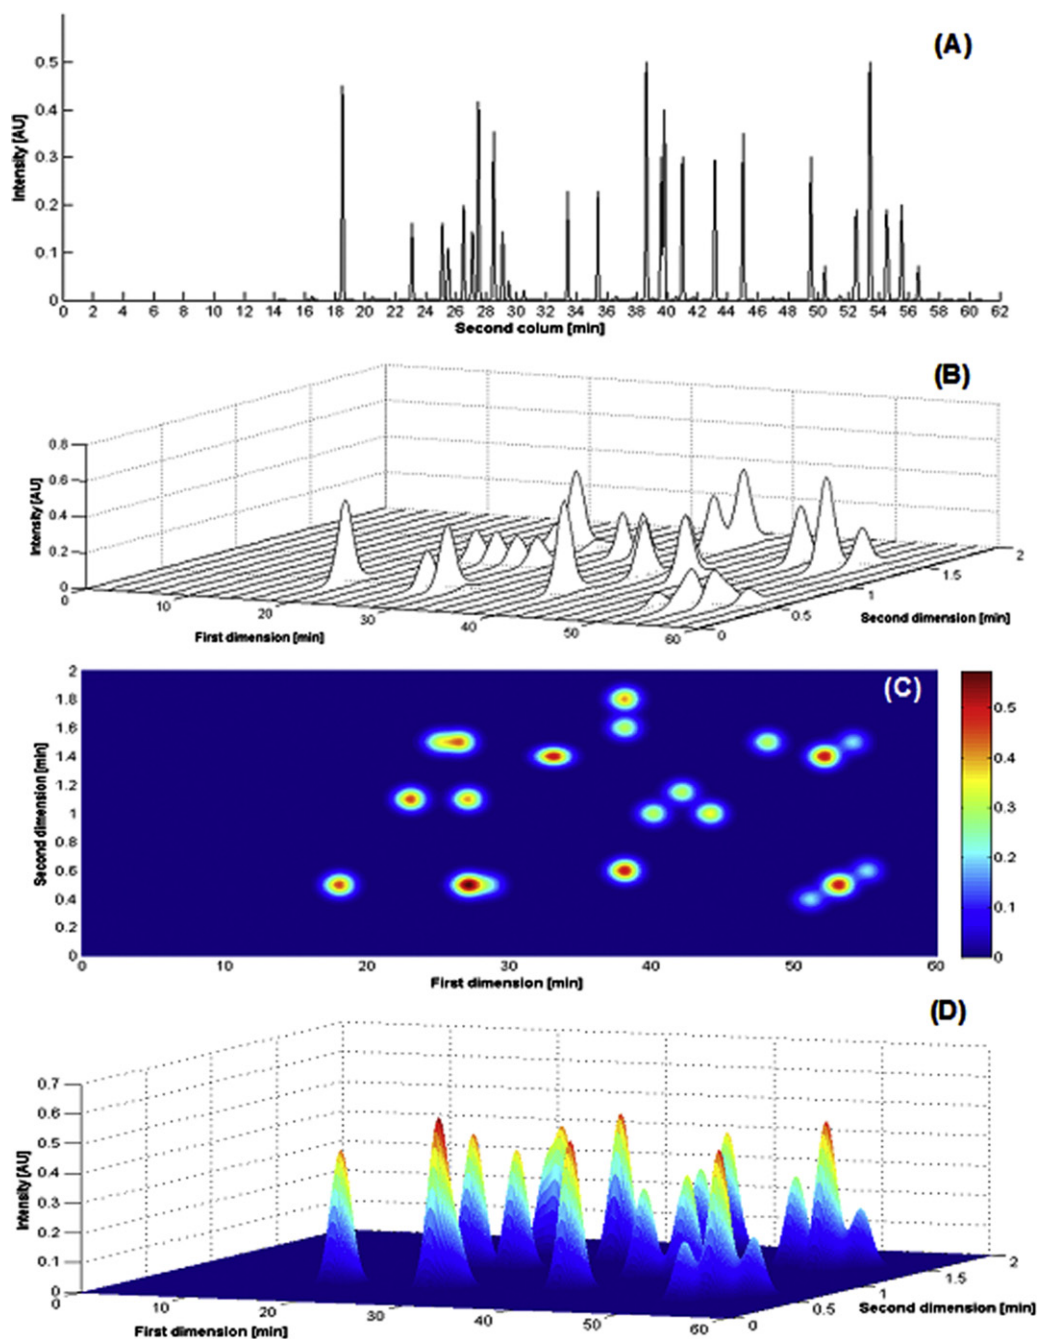 (A)
Intensity [AU]
0.5
0.4
0.3
0.2
0.1
0
0 2 4 6 8 10 12 14 16 18 20 22 24 26 28 30 32 34 36 38 40 42 44 46 48 50 52 54 56 58 60 62
Second colum [min]
(B)
Intensity [AU]
0.8
0.6
0.4
0.2
0
0 10 20 30 40 50 60
First dimension [min]
0 0.5 1 1.5 2
Second dimension [min]
(C)
Second dimension [min]
2
1.8
1.6
1.4
1.2
1
0.8
0.6
0.4
0.2
0
0 10 20 30 40 50 60
First dimension [min]
0.5
0.4
0.3
0.2
0.1
0
(D)
Intensity [AU]
0.7
0.6
0.5
0.4
0.3
0.2
0.1
0
0 10 20 30 40 50 60
First dimension [min]
0 0.5 1 1.5 2
Second dimension [min]